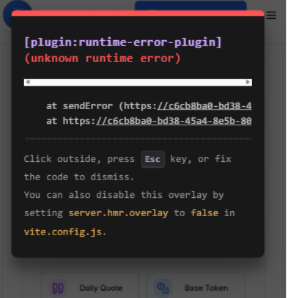 [plugin:runtime-error-plugin]
(unknown runtime error)
at sendError (https://c6cb8ba0-bd38-4
at https://c6cb8ba0-bd38-45a4-8e5b-80
Click outside, press Esc key, or fix
the code to dismiss.
You can also disable this overlay by
setting server.hmr.overlay to false in
vite.config.js.
Daily Quote Base Token